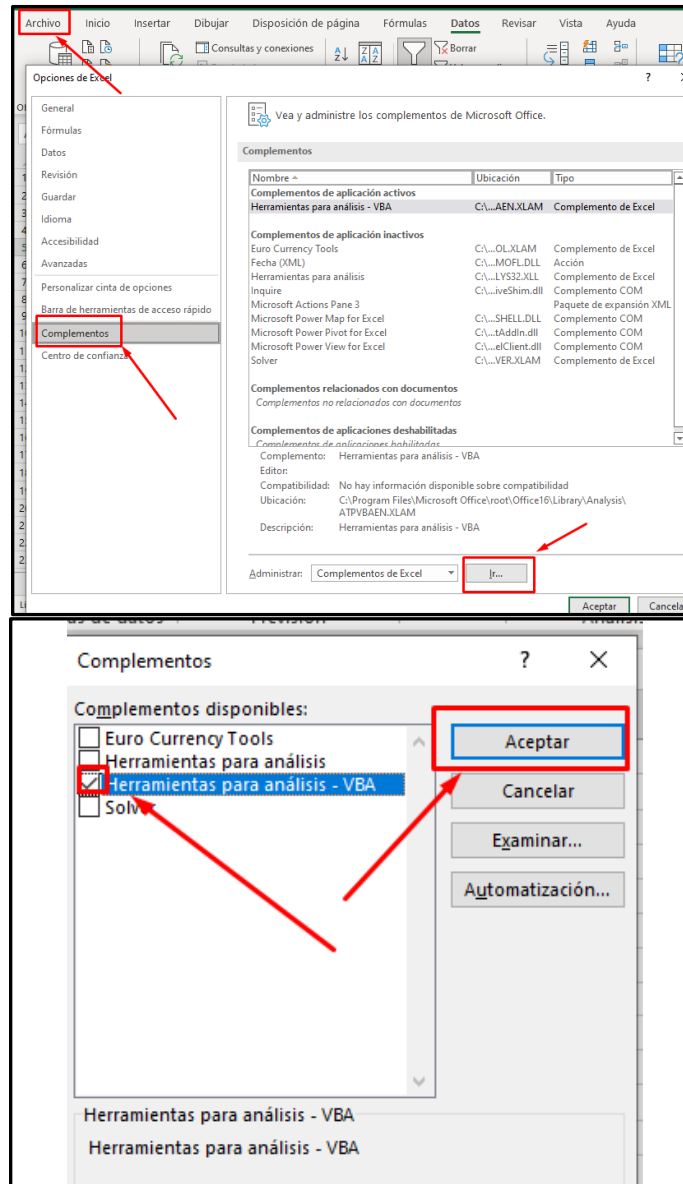 Archivo Inicio Insertar Dibujar Disposición de página Fórmulas Datos Revisar Vista Ayuda
Consultas y conexiones Borrar
Opciones de Excel ?
General
Fórmulas
Datos
Revisión
Guardar
Idioma
Accesibilidad
Avanzadas
Personalizar cinta de opciones
Barra de herramientas de acceso rápido
Complementos
Centro de confianza
Vea y administre los complementos de Microsoft Office.
Complementos
Nombre Ubicación Tipo
Complementos de aplicación activos
Herramientas para análisis - VBA C:\...AEN.XLAM Complemento de Excel
Complementos de aplicación inactivos
Euro Currency Tools C:\...OL.XLAM Complemento de Excel
Fecha (XML) C:\...MOFL.DLL Acción
Herramientas para análisis C:\...LYS32.XLL Complemento de Excel
Inquire C:\...iveShim.dll Complemento COM
Microsoft Actions Pane 3 Paquete de expansión XML
Microsoft Power Map for Excel C:\...SHELL.DLL Complemento COM
Microsoft Power Pivot for Excel C:\...tAddIn.dll Complemento COM
Microsoft Power View for Excel C:\...elClient.dll Complemento COM
Solver C:\...VER.XLAM Complemento de Excel
Complementos relacionados con documentos
Complementos no relacionados con documentos
Complementos de aplicaciones deshabilitadas
Complementos de aplicaciones habilitadas
Complemento: Herramientas para análisis - VBA
Editor:
Compatibilidad: No hay información disponible sobre compatibilidad
Ubicación: C:\Program Files\Microsoft Office\root\Office16\Library\Analysis\
ATPVBAEN.XLAM
Descripción: Herramientas para análisis - VBA
Administrar: Complementos de Excel Ir...
Aceptar Cancela
Complementos ?
Complementos disponibles:
Euro Currency Tools
Herramientas para análisis
Herramientas para análisis - VBA
Solver
Aceptar
Cancelar
Examinar...
Automatización...
Herramientas para análisis - VBA
Herramientas para análisis - VBA